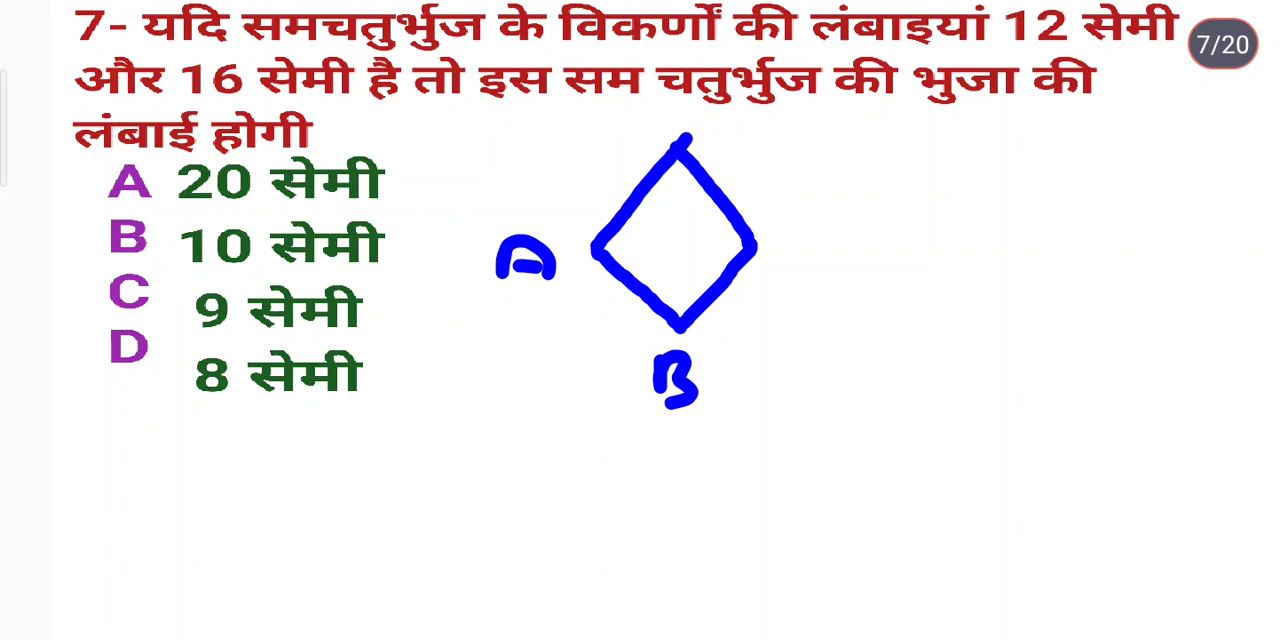 7- यदि समचतुर्भुज के विकर्णों की लंबाइयां 12 सेमी
7/20
और 16 सेमी है तो इस सम चतुर्भुज की भुजा की
लंबाई होगी
A 20 सेमी
B 10 सेमी
C 9 सेमी
D 8 सेमी
A
B